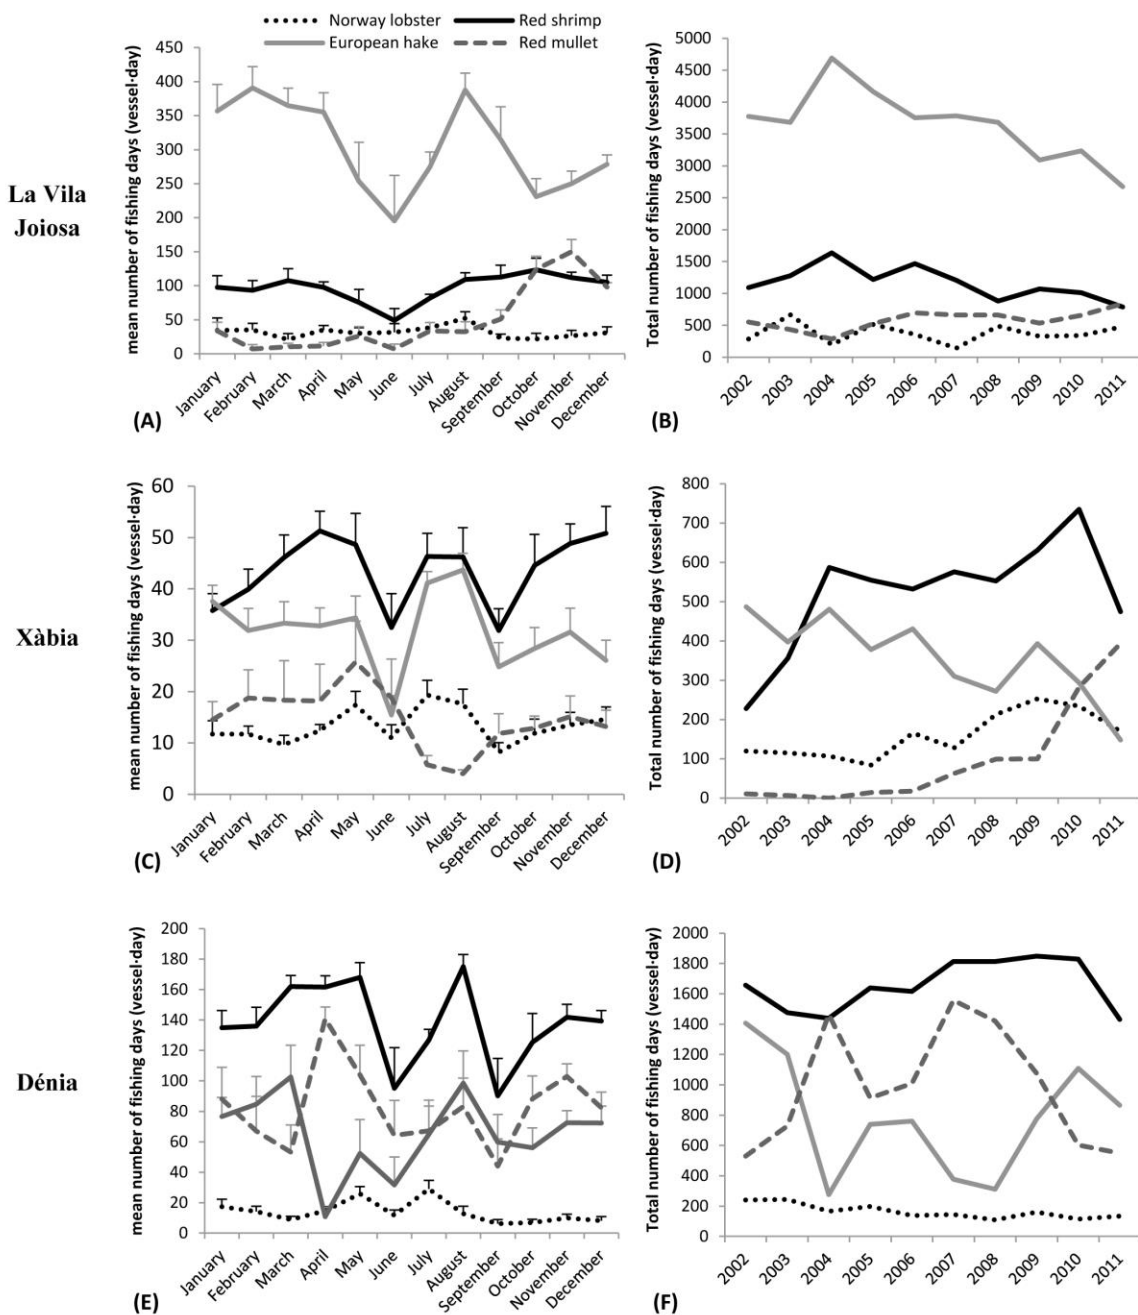 Norway lobster
Red shrimp
European hake
Red mullet
La Vila
Joiosa
mean number of fishing days (vessel·day)
450
400
350
300
250
200
150
100
50
0
January
February
March
April
May
June
July
August
September
October
November
December
(A)
Total number of fishing days (vessel·day)
5000
4500
4000
3500
3000
2500
2000
1500
1000
500
0
2002
2003
2004
2005
2006
2007
2008
2009
2010
2011
(B)
Xàbia
mean number of fishing days (vessel·day)
60
50
40
30
20
10
0
January
February
March
April
May
June
July
August
September
October
November
December
(C)
Total number of fishing days (vessel·day)
800
700
600
500
400
300
200
100
0
2002
2003
2004
2005
2006
2007
2008
2009
2010
2011
(D)
Dénia
mean number of fishing days (vessel·day)
200
180
160
140
120
100
80
60
40
20
0
January
February
March
April
May
June
July
August
September
October
November
December
(E)
Total number of fishing days (vessel·day)
2000
1800
1600
1400
1200
1000
800
600
400
200
0
2002
2003
2004
2005
2006
2007
2008
2009
2010
2011
(F)